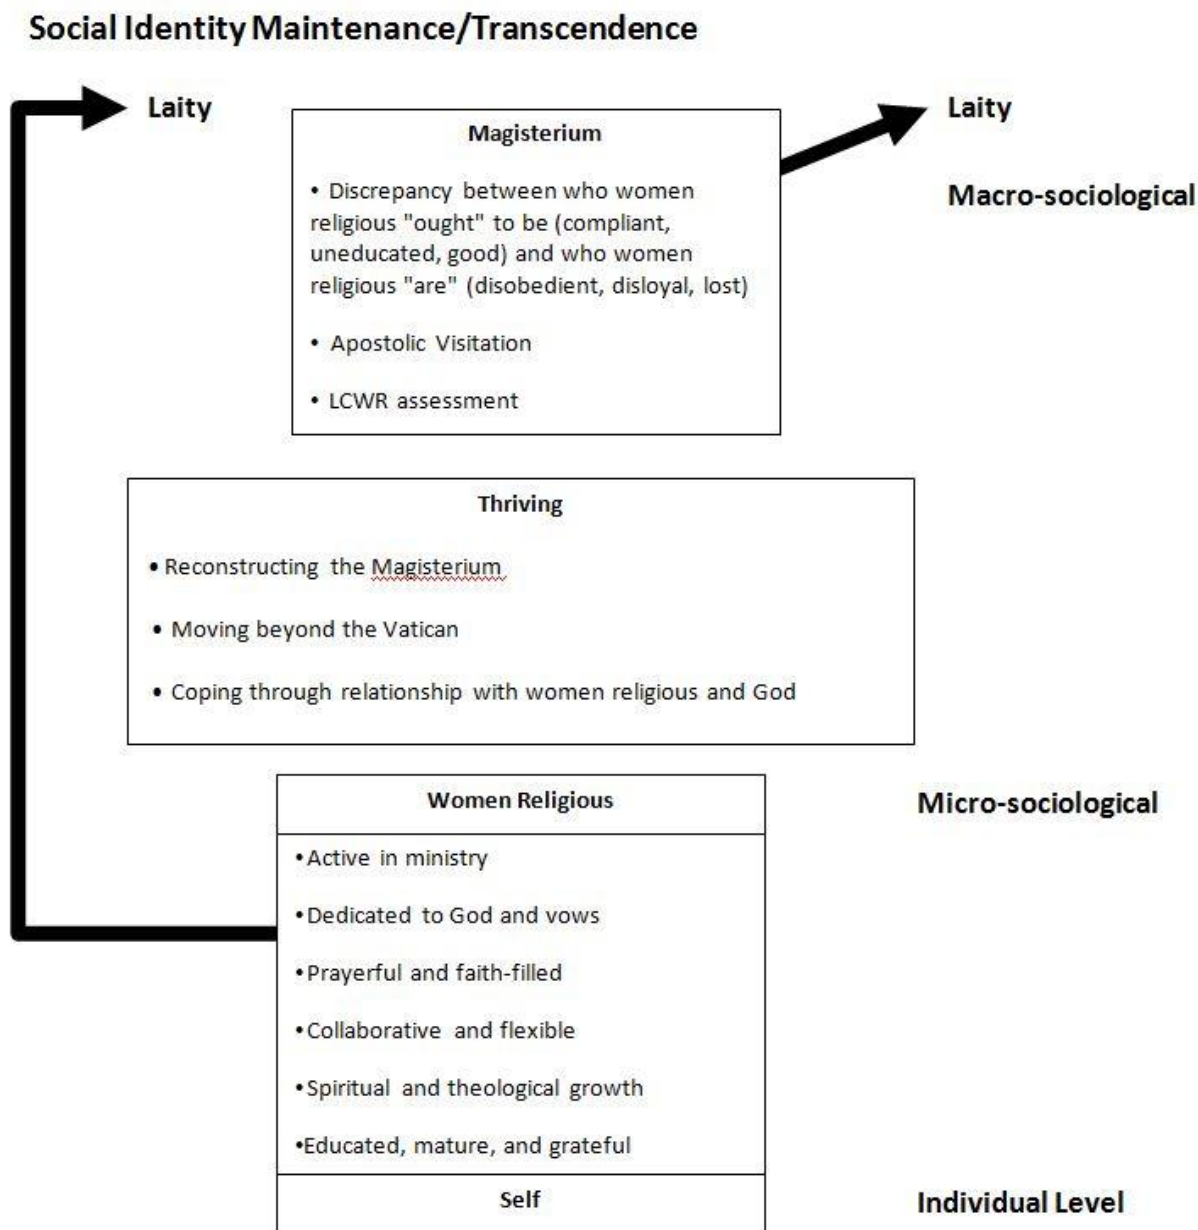 Social Identity Maintenance/Transcendence
Laity
Laity
Magisterium
Macro-sociological
• Discrepancy between who women
religious "ought" to be (compliant,
uneducated, good) and who women
religious "are" (disobedient, disloyal, lost)
• Apostolic Visitation
• LCWR assessment
Thriving
• Reconstructing the Magisterium
• Moving beyond the Vatican
• Coping through relationship with women religious and God
Women Religious
Micro-sociological
• Active in ministry
• Dedicated to God and vows
• Prayerful and faith-filled
• Collaborative and flexible
• Spiritual and theological growth
• Educated, mature, and grateful
Self
Individual Level